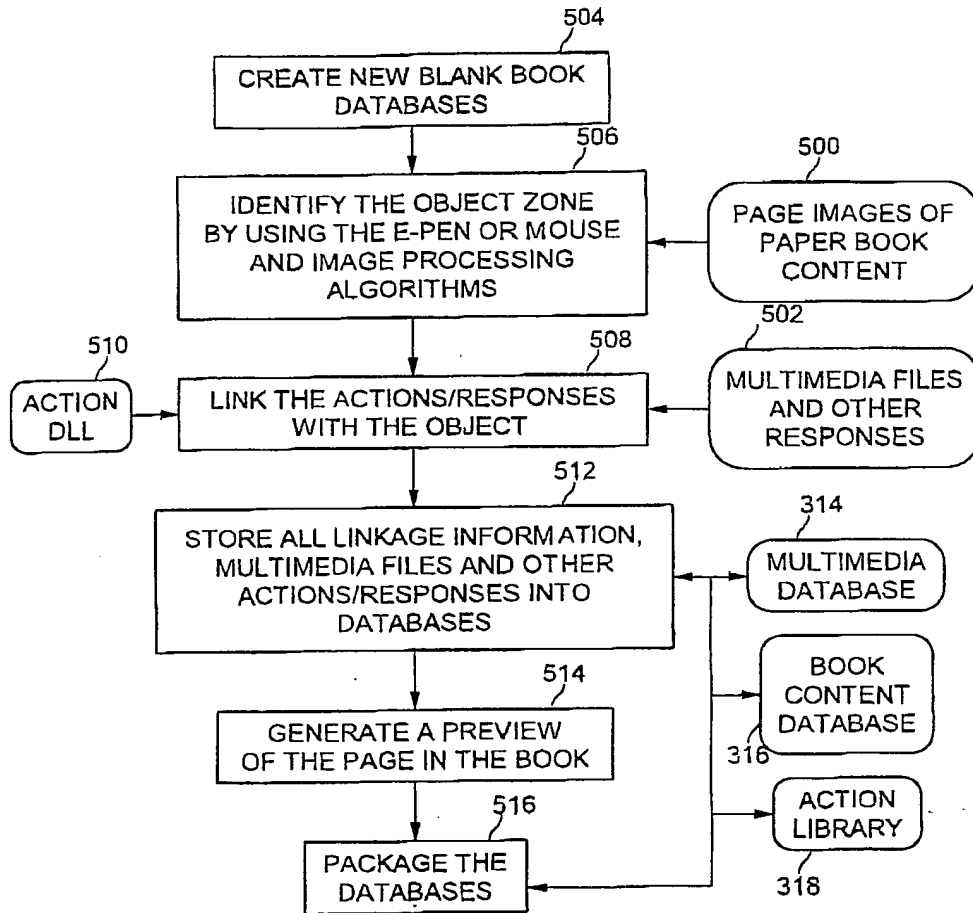 504
CREATE NEW BLANK BOOK
DATABASES
506
IDENTIFY THE OBJECT ZONE
BY USING THE E-PEN OR MOUSE
AND IMAGE PROCESSING
ALGORITHMS
500
PAGE IMAGES OF
PAPER BOOK
CONTENT
510
ACTION
DLL
508
LINK THE ACTIONS/RESPONSES
WITH THE OBJECT
502
MULTIMEDIA FILES
AND OTHER
RESPONSES
512
STORE ALL LINKAGE INFORMATION,
MULTIMEDIA FILES AND OTHER
ACTIONS/RESPONSES INTO
DATABASES
314
MULTIMEDIA
DATABASE
514
GENERATE A PREVIEW
OF THE PAGE IN THE BOOK
BOOK
CONTENT
DATABASE
316
516
PACKAGE THE
DATABASES
ACTION
LIBRARY
318